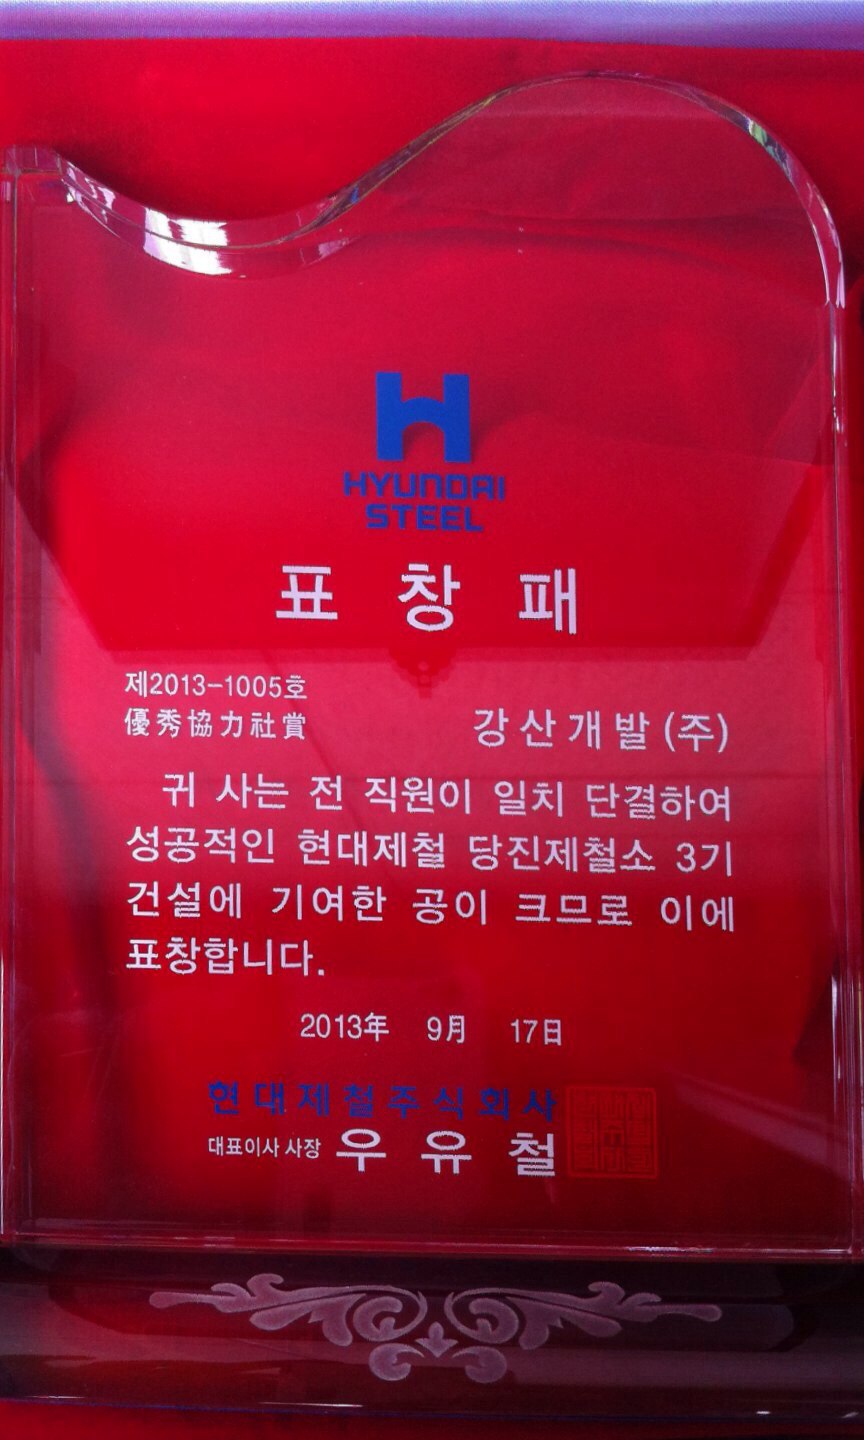 HYUNDAI
STEEL
표 창 패
제2013-1005호
優秀協力社賞
강산개발(주)
귀 사는 전 직원이 일치 단결하여
성공적인 현대제철 당진제철소 3기
건설에 기여한 공이 크므로 이에
표창합니다.
2013年 9月 17日
현대제철주식회사
대표이사 사장 우 유 철